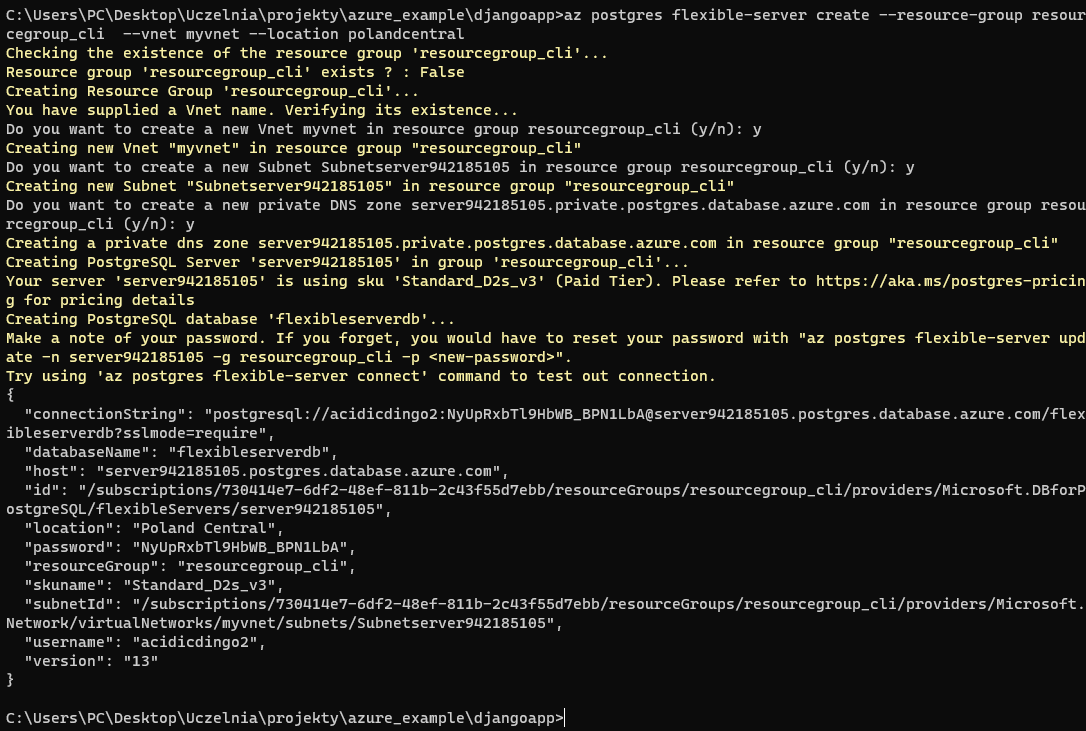 C:\Users\PC\Desktop\Uczelnia\projekty\azure_example\djangoapp>az postgres flexible-server create --resource-group resour
cegroup_cli  --vnet myvnet --location polandcentral
Checking the existence of the resource group 'resourcegroup_cli'...
Resource group 'resourcegroup_cli' exists ? : False
Creating Resource Group 'resourcegroup_cli'...
You have supplied a Vnet name. Verifying its existence...
Do you want to create a new Vnet myvnet in resource group resourcegroup_cli (y/n): y
Creating new Vnet "myvnet" in resource group "resourcegroup_cli"
Do you want to create a new Subnet Subnetserver942185105 in resource group resourcegroup_cli (y/n): y
Creating new Subnet "Subnetserver942185105" in resource group "resourcegroup_cli"
Do you want to create a new private DNS zone server942185105.private.postgres.database.azure.com in resource group resou
rcegroup_cli (y/n): y
Creating a private dns zone server942185105.private.postgres.database.azure.com in resource group "resourcegroup_cli"
Creating PostgreSQL Server 'server942185105' in group 'resourcegroup_cli'...
Your server 'server942185105' is using sku 'Standard_D2s_v3' (Paid Tier). Please refer to https://aka.ms/postgres-pricin
g for pricing details
Creating PostgreSQL database 'flexibleserverdb'...
Make a note of your password. If you forget, you would have to reset your password with "az postgres flexible-server upd
ate -n server942185105 -g resourcegroup_cli -p <new-password>".
Try using 'az postgres flexible-server connect' command to test out connection.
{
  "connectionString": "postgresql://acidicdingo2:NyUpRxbTl9HbWB_BPN1LbA@server942185105.postgres.database.azure.com/flex
ibleserverdb?sslmode=require",
  "databaseName": "flexibleserverdb",
  "host": "server942185105.postgres.database.azure.com",
  "id": "/subscriptions/730414e7-6df2-48ef-811b-2c43f55d7ebb/resourceGroups/resourcegroup_cli/providers/Microsoft.DBforP
ostgreSQL/flexibleServers/server942185105",
  "location": "Poland Central",
  "password": "NyUpRxbTl9HbWB_BPN1LbA",
  "resourceGroup": "resourcegroup_cli",
  "skuname": "Standard_D2s_v3",
  "subnetId": "/subscriptions/730414e7-6df2-48ef-811b-2c43f55d7ebb/resourceGroups/resourcegroup_cli/providers/Microsoft.
Network/virtualNetworks/myvnet/subnets/Subnetserver942185105",
  "username": "acidicdingo2",
  "version": "13"
}
C:\Users\PC\Desktop\Uczelnia\projekty\azure_example\djangoapp>